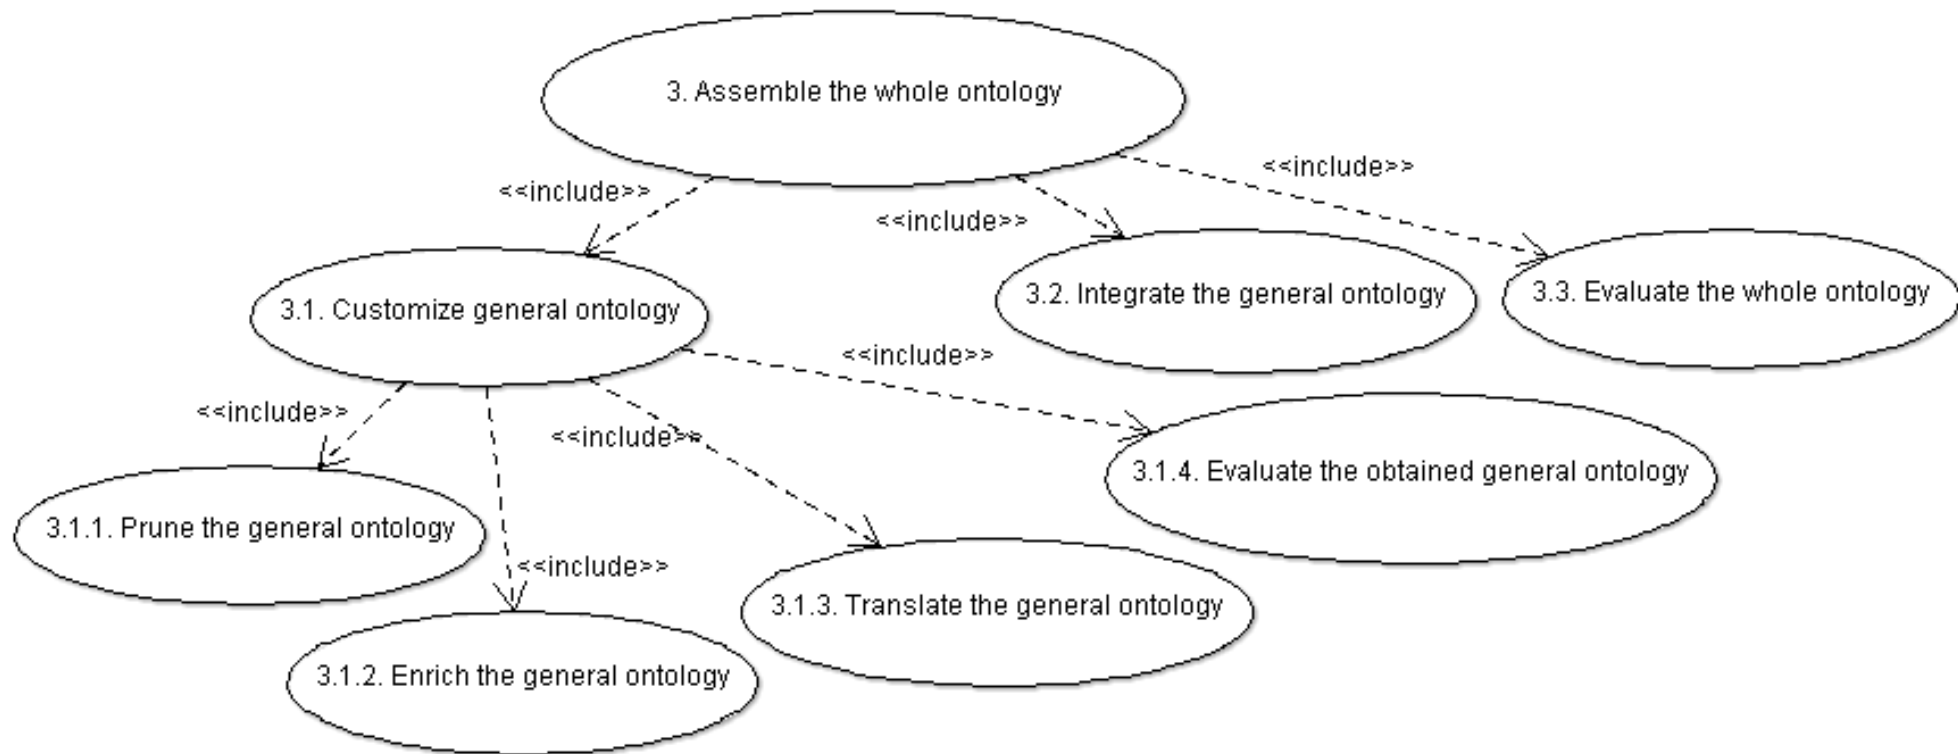 3. Assemble the whole ontology
<<include>>
<<include>>
<<include>>
3.1. Customize general ontology
3.2. Integrate the general ontology
3.3. Evaluate the whole ontology
<<include>>
<<include>>
<<include>>
3.1.4. Evaluate the obtained general ontology
3.1.1. Prune the general ontology
<<include>>
3.1.3. Translate the general ontology
3.1.2. Enrich the general ontology